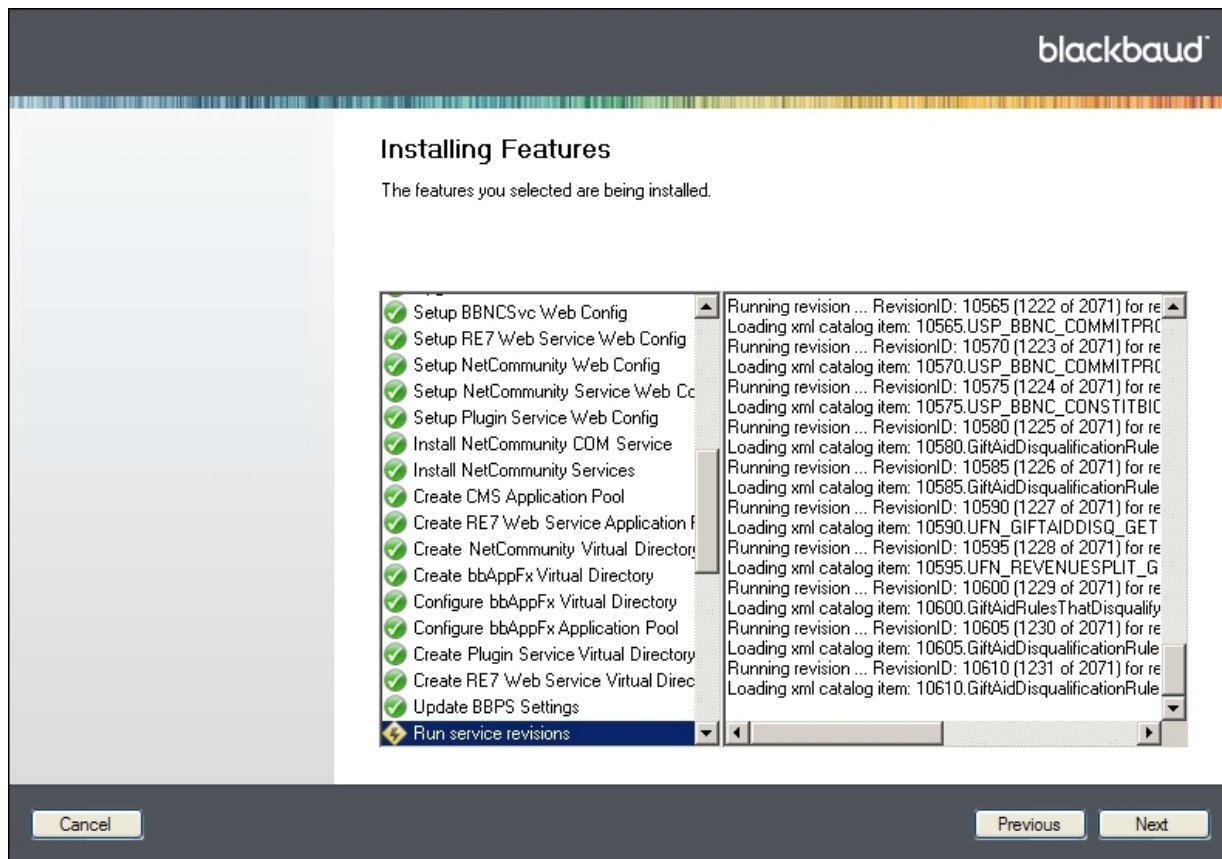 blackbaud™
Installing Features
The features you selected are being installed.
Setup BBNCSvc Web Config
Setup RE7 Web Service Web Config
Setup NetCommunity Web Config
Setup NetCommunity Service Web Co
Setup Plugin Service Web Config
Install NetCommunity COM Service
Install NetCommunity Services
Create CMS Application Pool
Create RE7 Web Service Application P
Create NetCommunity Virtual Directory
Create bbAppFx Virtual Directory
Configure bbAppFx Virtual Directory
Configure bbAppFx Application Pool
Create Plugin Service Virtual Directory
Create RE7 Web Service Virtual Direc
Update BBPS Settings
Run service revisions
Running revision ... RevisionID: 10565 (1222 of 2071) for re
Loading xml catalog item: 10565.USP_BBNC_COMMITPRO
Running revision ... RevisionID: 10570 (1223 of 2071) for re
Loading xml catalog item: 10570.USP_BBNC_COMMITPRO
Running revision ... RevisionID: 10575 (1224 of 2071) for re
Loading xml catalog item: 10575.USP_BBNC_CONSTITBIO
Running revision ... RevisionID: 10580 (1225 of 2071) for re
Loading xml catalog item: 10580.GiftAidDisqualificationRule
Running revision ... RevisionID: 10585 (1226 of 2071) for re
Loading xml catalog item: 10585.GiftAidDisqualificationRule
Running revision ... RevisionID: 10590 (1227 of 2071) for re
Loading xml catalog item: 10590.UFN_GIFTAIDDISQ_GET
Running revision ... RevisionID: 10595 (1228 of 2071) for re
Loading xml catalog item: 10595.UFN_REVENUESPLIT_G
Running revision ... RevisionID: 10600 (1229 of 2071) for re
Loading xml catalog item: 10600.GiftAidRulesThatDisqualify
Running revision ... RevisionID: 10605 (1230 of 2071) for re
Loading xml catalog item: 10605.GiftAidDisqualificationRule
Running revision ... RevisionID: 10610 (1231 of 2071) for re
Loading xml catalog item: 10610.GiftAidDisqualificationRule
Cancel
Previous
Next